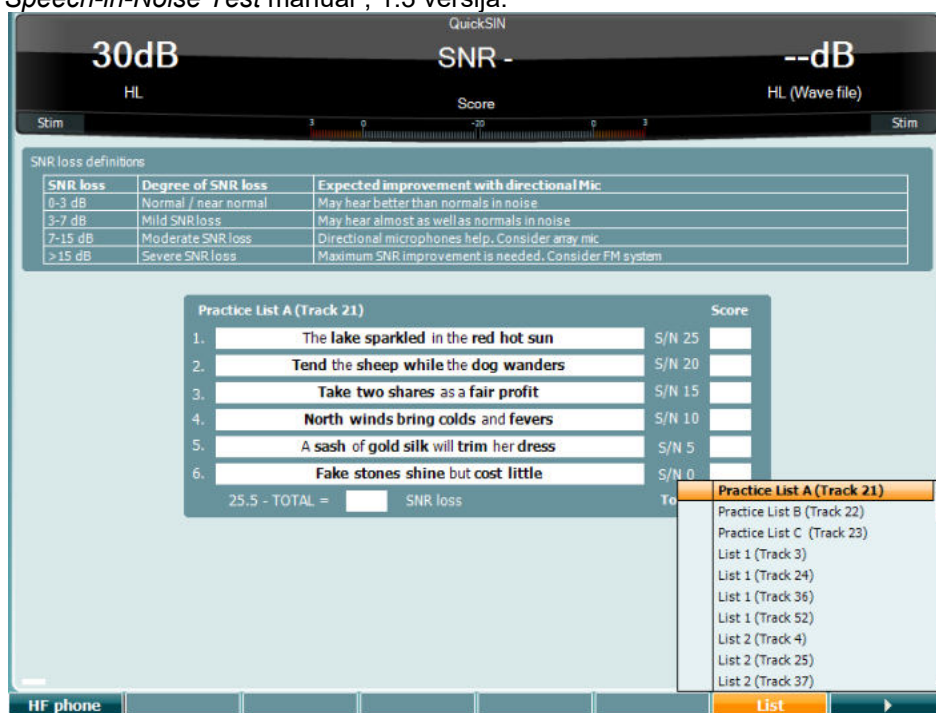 Speech-in-Noise Test manual", 1.3 versija.
QuickSIN
30dB SNR - --dB
HL Score HL (Wave file)
Stim 3 0 -20 0 3 Stim
SNR loss definitions
SNR loss Degree of SNR loss Expected improvement with directional Mic
0-3 dB Normal / near normal May hear better than normals in noise
3-7 dB Mild SNR loss May hear almost as well as normals in noise
7-15 dB Moderate SNR loss Directional microphones help. Consider array mic
>15 dB Severe SNR loss Maximum SNR improvement is needed. Consider FM system
Practice List A (Track 21) Score
1. The lake sparkled in the red hot sun S/N 25
2. Tend the sheep while the dog wanders S/N 20
3. Take two shares as a fair profit S/N 15
4. North winds bring colds and fevers S/N 10
5. A sash of gold silk will trim her dress S/N 5
6. Fake stones shine but cost little S/N 0
25.5 - TOTAL = SNR loss To
Practice List A (Track 21)
Practice List B (Track 22)
Practice List C (Track 23)
List 1 (Track 3)
List 1 (Track 24)
List 1 (Track 36)
List 1 (Track 52)
List 2 (Track 4)
List 2 (Track 25)
List 2 (Track 37)
HF phone List